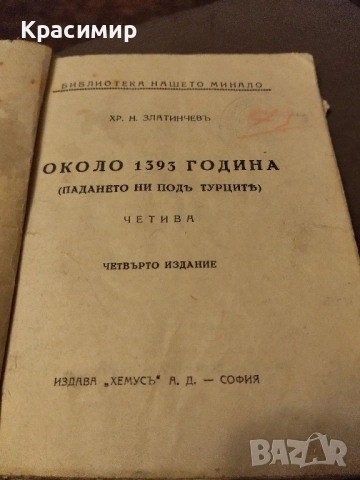 Красимир
БИБЛИОТЕКА НАШЕТО МИНАЛО
ХР. Н. ЗЛАТИНЧЕВЪ
ОКОЛО 1393 ГОДИНА
(ПАДАНЕТО НИ ПОДЪ ТУРЦИТѢ)
ЧЕТИВА
ЧЕТВЪРТО ИЗДАНИЕ
ИЗДАВА „ХЕМУСЪ" А. Д. — СОФИЯ
BAZAR